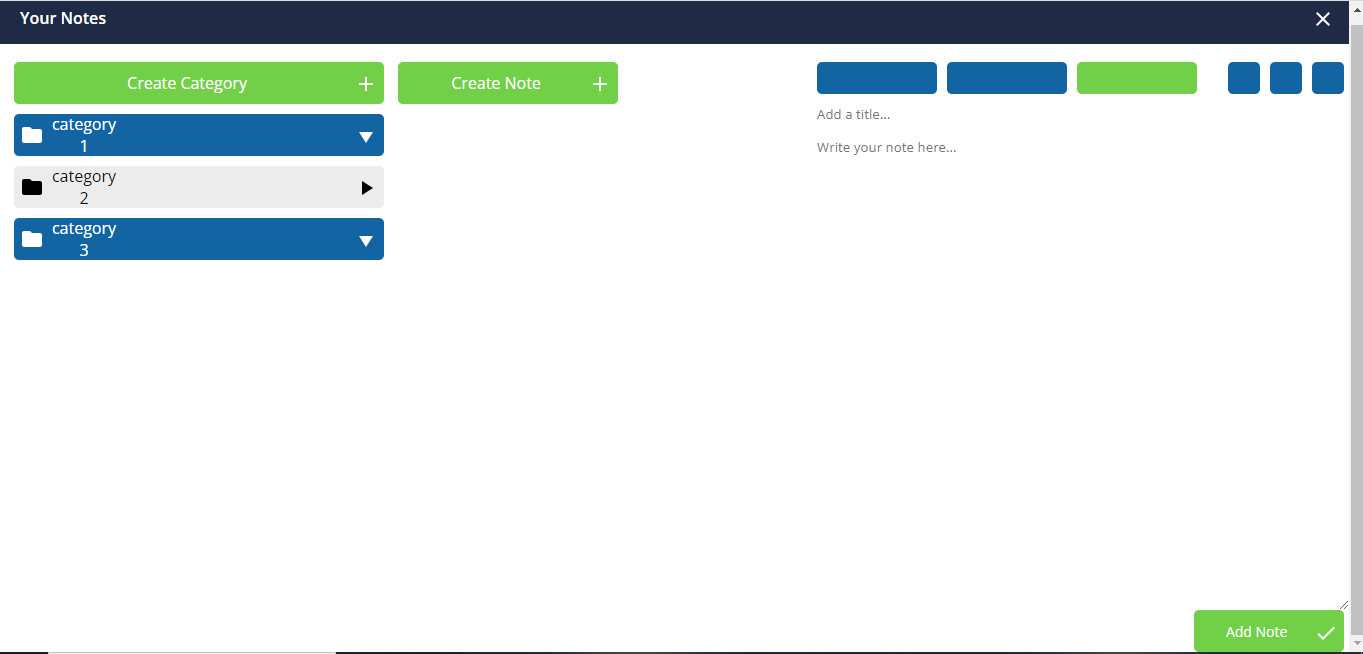 Your Notes
Create Category
Create Note
category
1
category
2
category
3
Add a title...
Write your note here...
Add Note